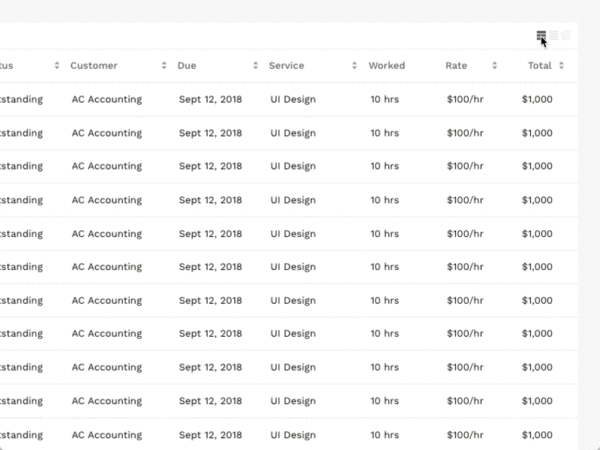 tus Customer Due Service Worked Rate Total
tstanding AC Accounting Sept 12, 2018 UI Design 10 hrs $100/hr $1,000
tstanding AC Accounting Sept 12, 2018 UI Design 10 hrs $100/hr $1,000
tstanding AC Accounting Sept 12, 2018 UI Design 10 hrs $100/hr $1,000
tstanding AC Accounting Sept 12, 2018 UI Design 10 hrs $100/hr $1,000
tstanding AC Accounting Sept 12, 2018 UI Design 10 hrs $100/hr $1,000
tstanding AC Accounting Sept 12, 2018 UI Design 10 hrs $100/hr $1,000
tstanding AC Accounting Sept 12, 2018 UI Design 10 hrs $100/hr $1,000
tstanding AC Accounting Sept 12, 2018 UI Design 10 hrs $100/hr $1,000
tstanding AC Accounting Sept 12, 2018 UI Design 10 hrs $100/hr $1,000
tstanding AC Accounting Sept 12, 2018 UI Design 10 hrs $100/hr $1,000
tstanding AC Accounting Sept 12, 2018 UI Design 10 hrs $100/hr $1,000